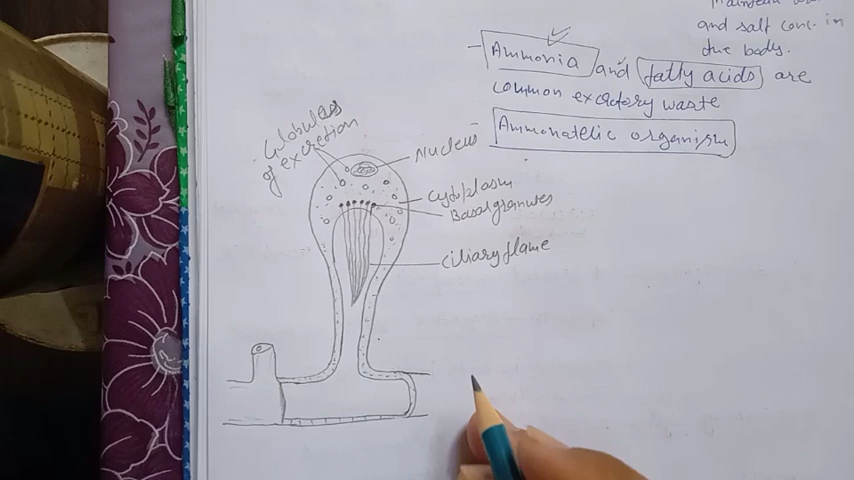 and salt conc. in
the body.
- Ammonia and fatty acids are
common excretory waste
Ammonotelic organism
Globules
of excretion
Nucleus
Cytoplasm
Basal granules
Ciliary flame